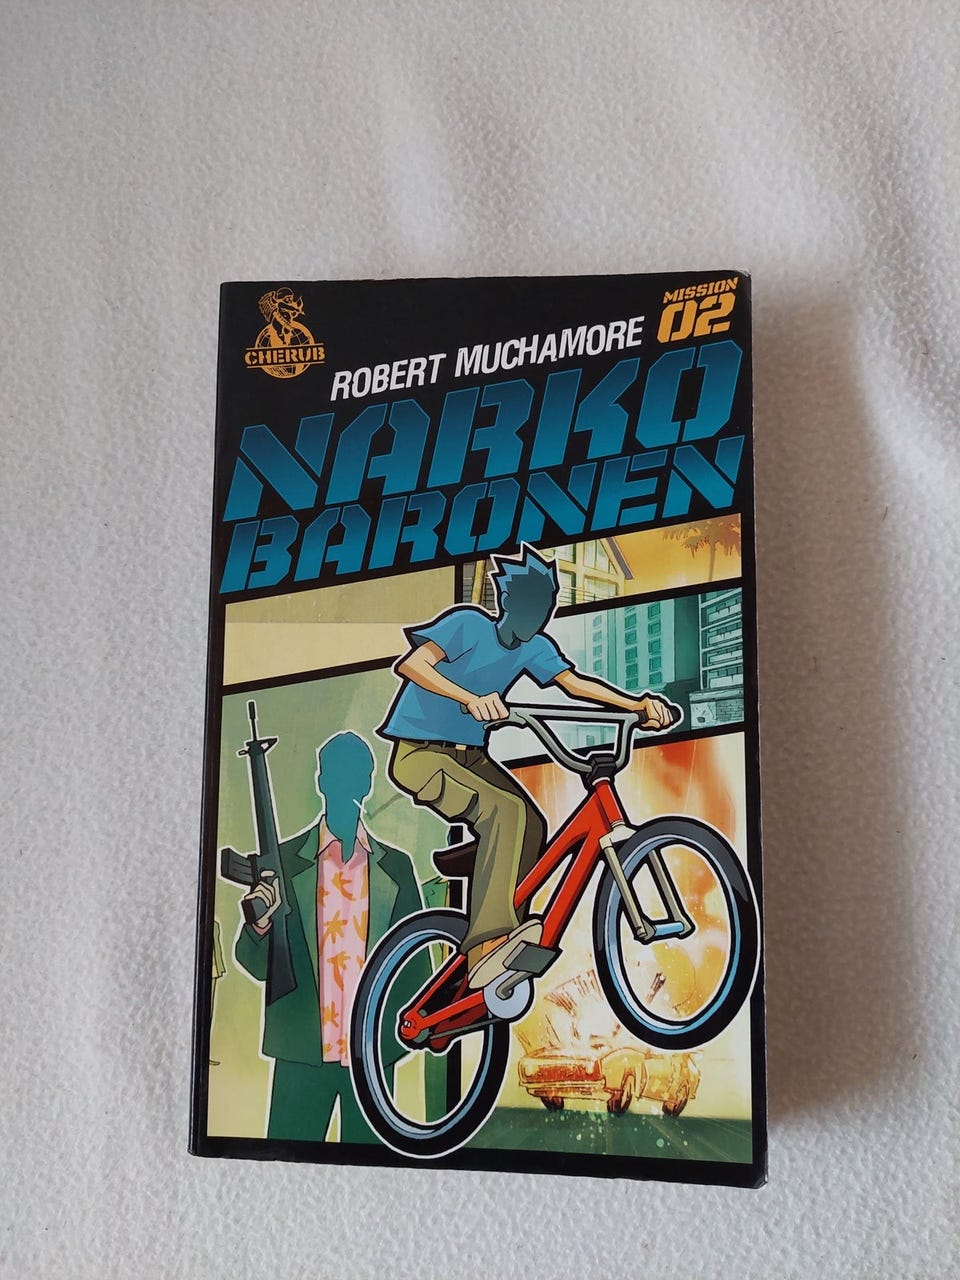 CHERUB
MISSION
02
ROBERT MUCHAMORE
NARKO
BARONEN